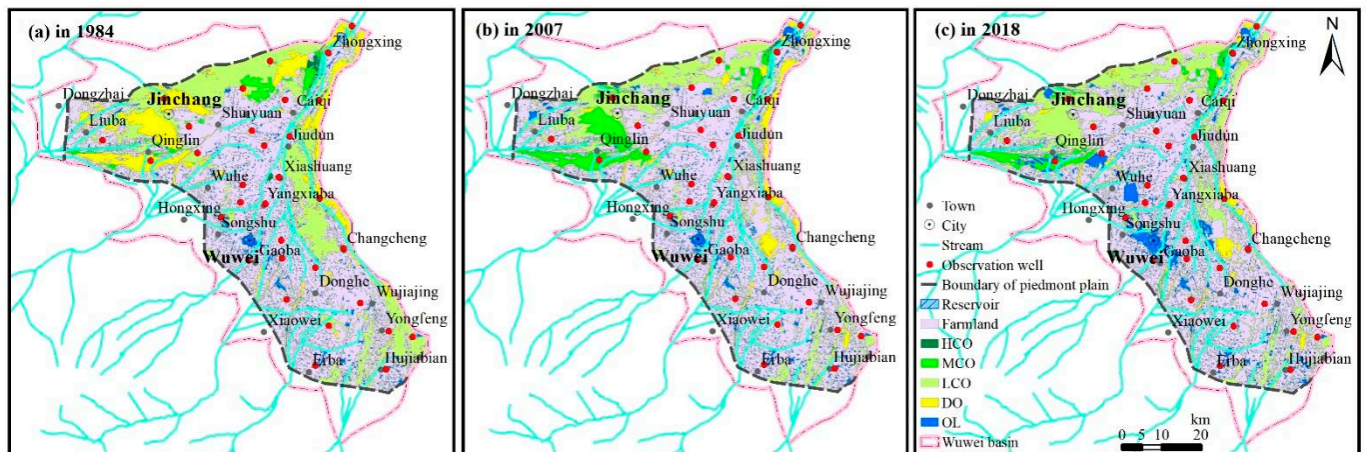 (a) in 1984
Zhongxing
Dongzhai
Jinchang
Caiqi
Liuba
Shuiyuan
Qinglin
Jiudun
Xiashuang
Wuhe
Yangxiaba
Hongxing
Songshu
Changcheng
Wuwei
Gaoba
Donghe
Wujiajing
Xiaowei
Yongfeng
Erba
Hujiabian
(b) in 2007
Zhongxing
Dongzhai
Jinchang
Caiqi
Liuba
Shuiyuan
Qinglin
Jiudun
Xiashuang
Wuhe
Yangxiaba
Hongxing
Songshu
Changcheng
Wuwei
Gaoba
Donghe
Wujiajing
Xiaowei
Yongfeng
Erba
Hujiabian
(c) in 2018
N
Zhongxing
Dongzhai
Jinchang
Caiqi
Liuba
Shuiyuan
Qinglin
Jiudun
Xiashuang
Wuhe
Yangxiaba
Hongxing
Songshu
Changcheng
Wuwei
Gaoba
Donghe
Wujiajing
Xiaowei
Yongfeng
Erba
Hujiabian
Town
City
Stream
Observation well
Boundary of piedmont plain
Reservoir
Farmland
HCO
MCO
LCO
DO
OL
Wuwei basin
km
0 5 10 20